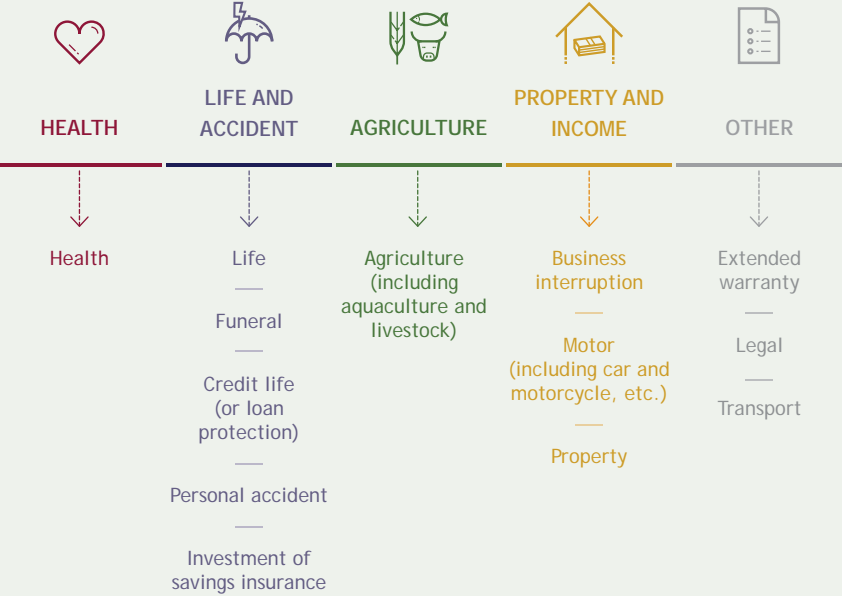 HEALTH
LIFE AND
ACCIDENT
AGRICULTURE
PROPERTY AND
INCOME
OTHER
Health
Life
Funeral
Credit life
(or loan
protection)
Personal accident
Investment of
savings insurance
Agriculture
(including
aquaculture and
livestock)
Business
interruption
Motor
(including car and
motorcycle, etc.)
Property
Extended
warranty
Legal
Transport